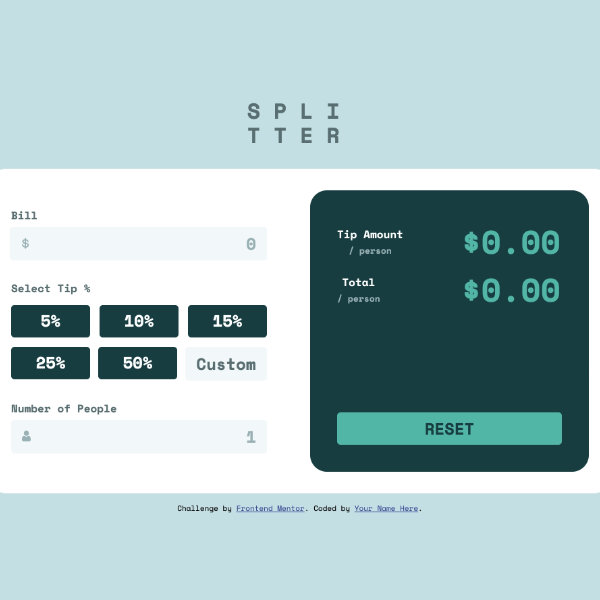 SPLI
TTER
Bill
$ 0
Select Tip %
5% 10% 15%
25% 50% Custom
Number of People
1
Tip Amount
/ person
$0.00
Total
/ person
$0.00
RESET
Challenge by Frontend Mentor. Coded by Your Name Here.